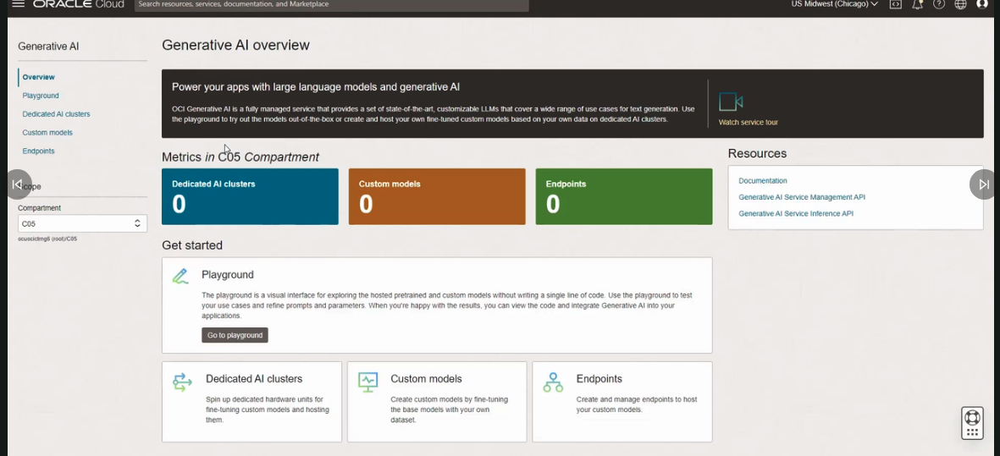 ORACLE Cloud
Search resources, services, documentation, and Marketplace
US Midwest (Chicago)
Generative AI
Overview
Playground
Dedicated AI clusters
Custom models
Endpoints
cope
Compartment
C05
ocuocictrng8 (root)/C05
Generative AI overview
Power your apps with large language models and generative AI
OCI Generative AI is a fully managed service that provides a set of state-of-the-art, customizable LLMs that cover a wide range of use cases for text generation. Use
the playground to try out the models out-of-the-box or create and host your own fine-tuned custom models based on your own data on dedicated AI clusters.
Watch service tour
Metrics in C05 Compartment
Dedicated AI clusters
0
Custom models
0
Endpoints
0
Resources
Documentation
Generative AI Service Management API
Generative AI Service Inference API
Get started
Playground
The playground is a visual interface for exploring the hosted pretrained and custom models without writing a single line of code. Use the playground to test
your use cases and refine prompts and parameters. When you're happy with the results, you can view the code and integrate Generative AI into your
applications.
Go to playground
Dedicated AI clusters
Spin up dedicated hardware units for
fine-tuning custom models and hosting
them.
Custom models
Create custom models by fine-tuning
the base models with your own
dataset.
Endpoints
Create and manage endpoints to host
your custom models.